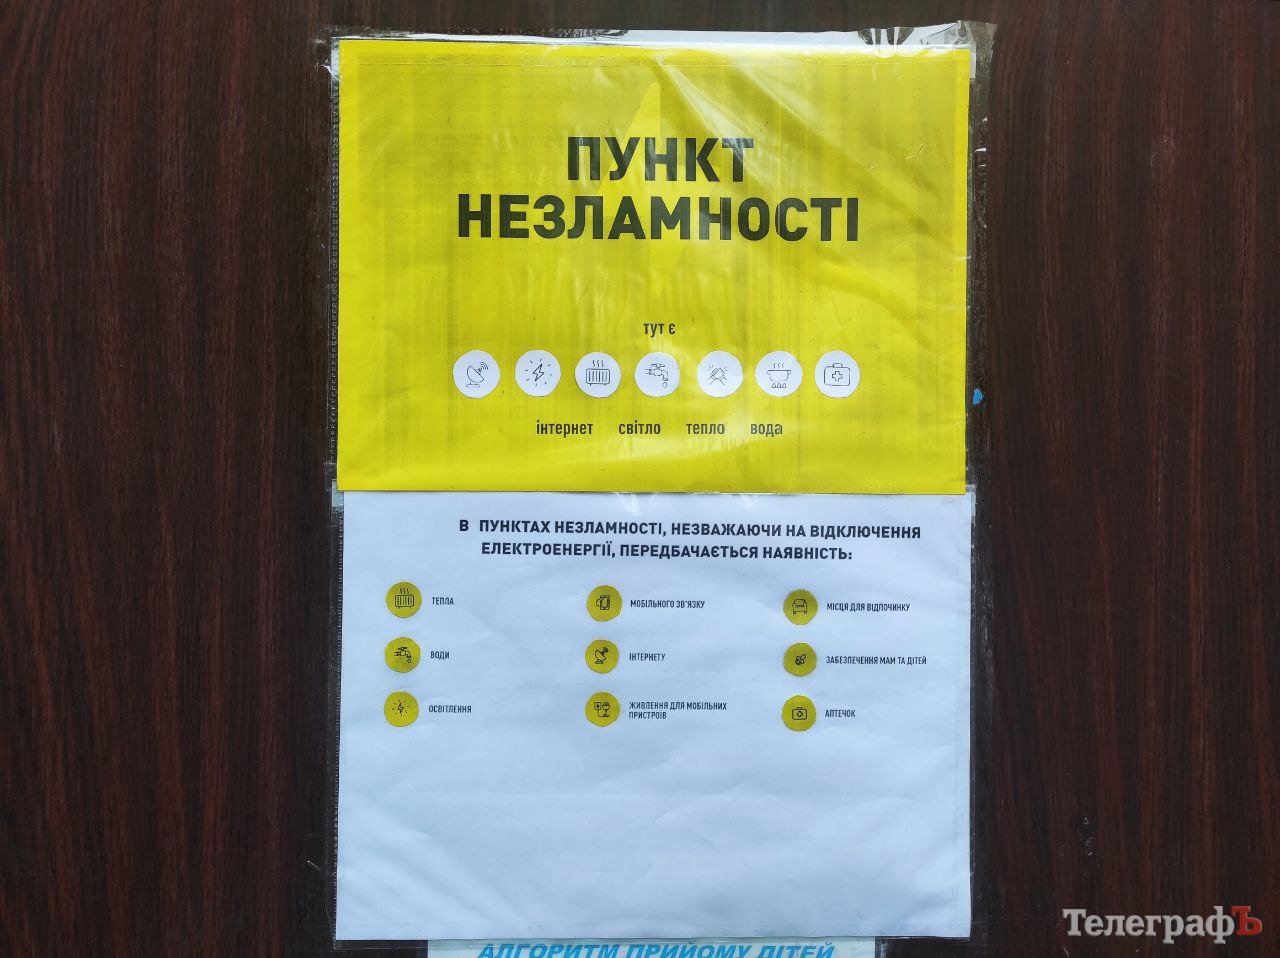 ПУНКТ
НЕЗЛАМНОСТІ
тут є
інтернет світло тепло вода
В ПУНКТАХ НЕЗЛАМНОСТІ, НЕЗВАЖАЮЧИ НА ВІДКЛЮЧЕННЯ
ЕЛЕКТРОЕНЕРГІЇ, ПЕРЕДБАЧАЄТЬСЯ НАЯВНІСТЬ:
ТЕПЛА
ВОДИ
ОСВІТЛЕННЯ
МОБІЛЬНОГО ЗВ'ЯЗКУ
ІНТЕРНЕТУ
ЖИВЛЕННЯ ДЛЯ МОБІЛЬНИХ
ПРИСТРОЇВ
МІСЦЯ ДЛЯ ВІДПОЧИНКУ
ЗАБЕЗПЕЧЕННЯ МАМ ТА ДІТЕЙ
АПТЕЧОК
АЛГОРИТМ ПРИЙОМУ ДІТЕЙ
ТелеграфЪ